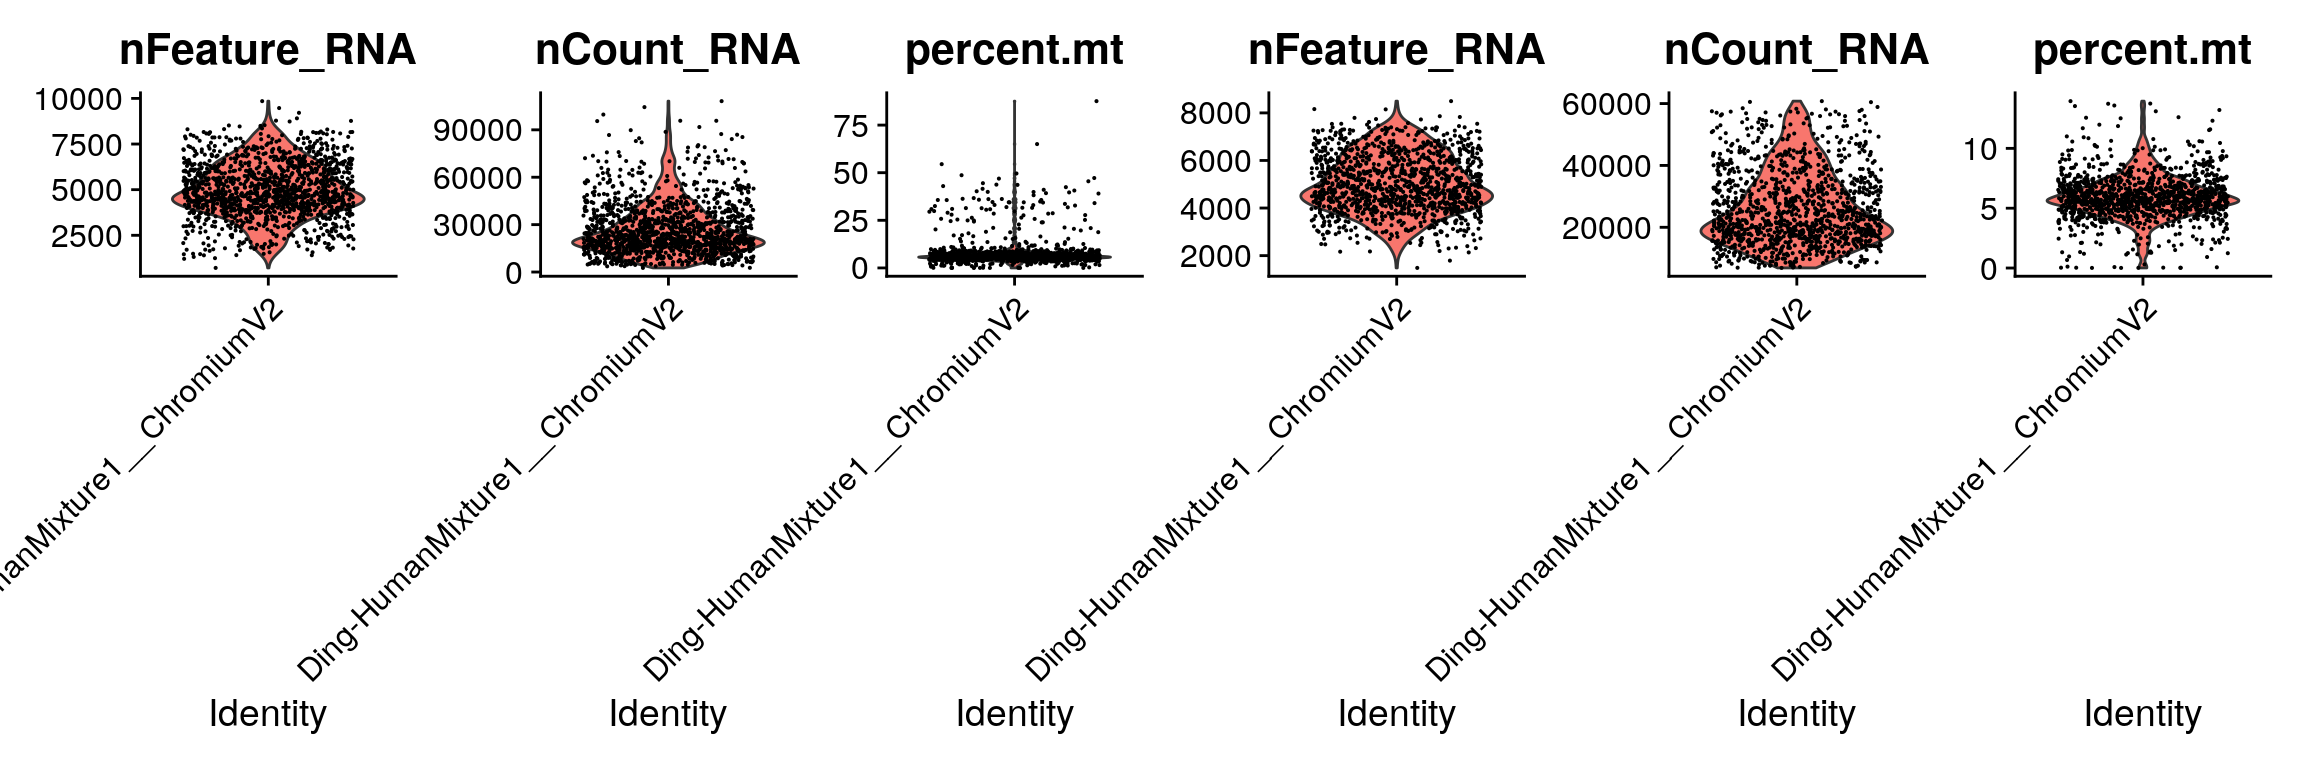 nFeature_RNA
10000
7500
5000
2500
anMixture1__ChromiumV2
Identity
nCount_RNA
90000
60000
30000
0
Ding-HumanMixture1__ChromiumV2
Identity
percent.mt
75
50
25
0
Ding-HumanMixture1__ChromiumV2
Identity
nFeature_RNA
8000
6000
4000
2000
Ding-HumanMixture1__ChromiumV2
Identity
nCount_RNA
60000
40000
20000
Ding-HumanMixture1__ChromiumV2
Identity
percent.mt
10
5
0
Ding-HumanMixture1__ChromiumV2
Identity